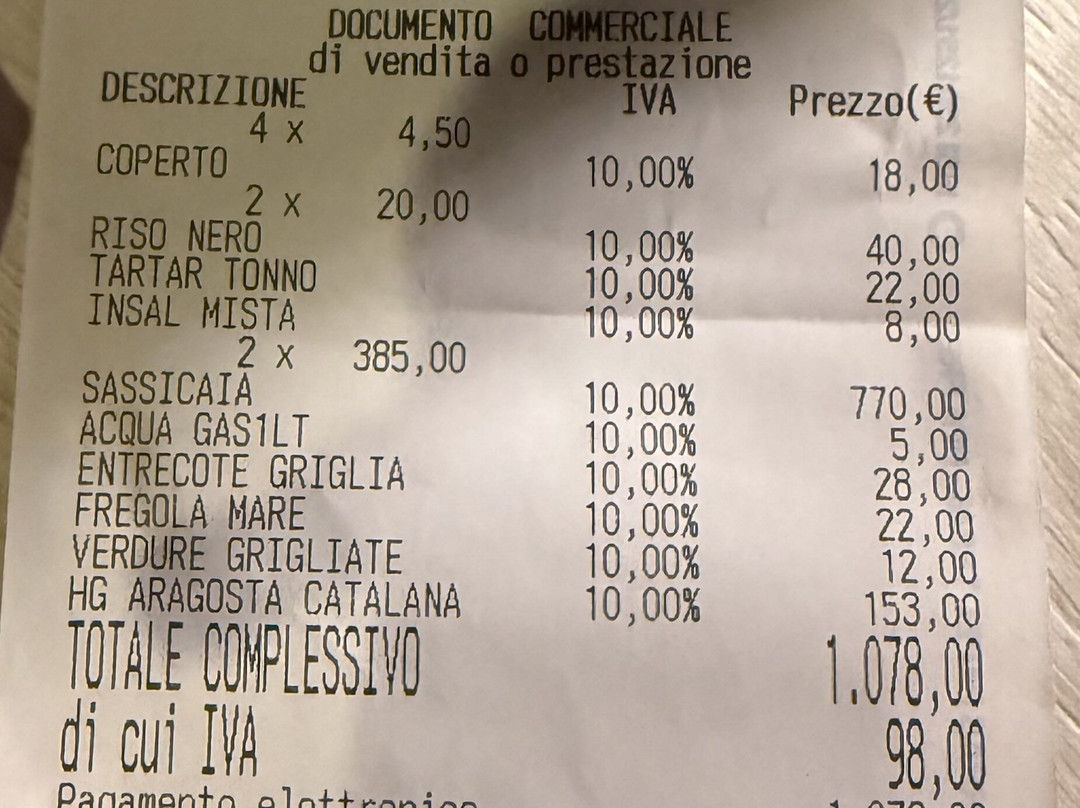 DOCUMENTO COMMERCIALE
di vendita o prestazione
DESCRIZIONE IVA Prezzo(€)
4 x 4,50
COPERTO 10,00% 18,00
2 x 20,00
RISO NERO 10,00% 40,00
TARTAR TONNO 10,00% 22,00
INSAL MISTA 10,00% 8,00
2 x 385,00
SASSICAIA 10,00% 770,00
ACQUA GAS1LT 10,00% 5,00
ENTRECOTE GRIGLIA 10,00% 28,00
FREGOLA MARE 10,00% 22,00
VERDURE GRIGLIATE 10,00% 12,00
HG ARAGOSTA CATALANA 10,00% 153,00
TOTALE COMPLESSIVO 1.078,00
di cui IVA 98,00
Pagamento elettronico